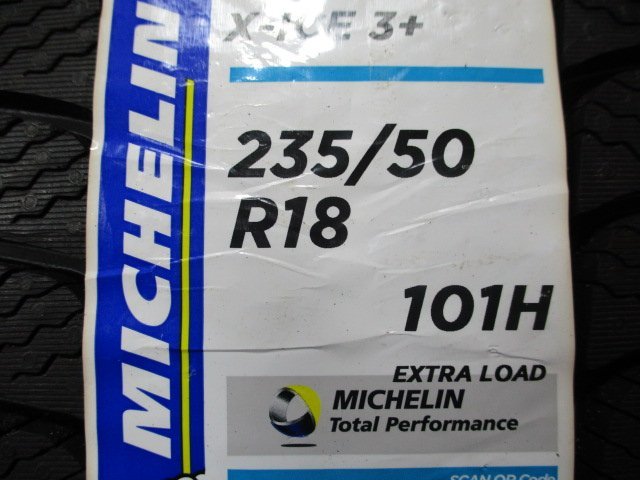 MICHELIN
X-ICE 3+
235/50
R18
101H
EXTRA LOAD
MICHELIN
Total Performance
SCAN QR Code